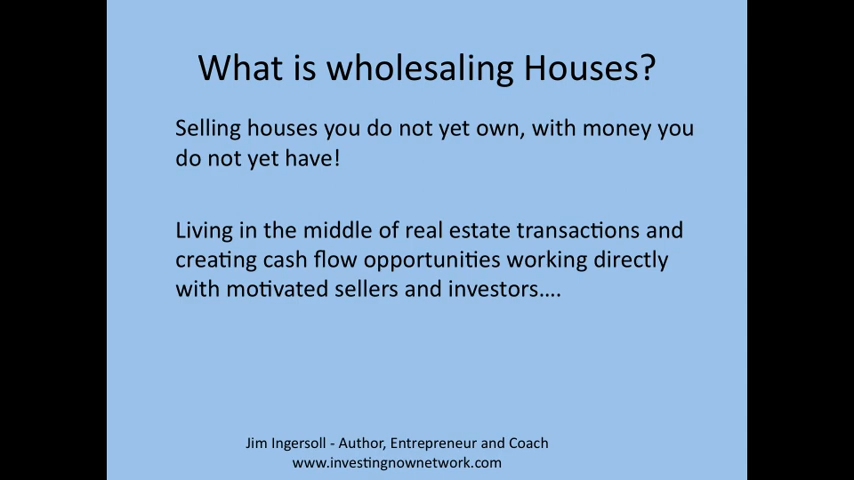 What is wholesaling Houses?
Selling houses you do not yet own, with money you
do not yet have!
Living in the middle of real estate transactions and
creating cash flow opportunities working directly
with motivated sellers and investors….
Jim Ingersoll - Author, Entrepreneur and Coach
www.investingnownetwork.com